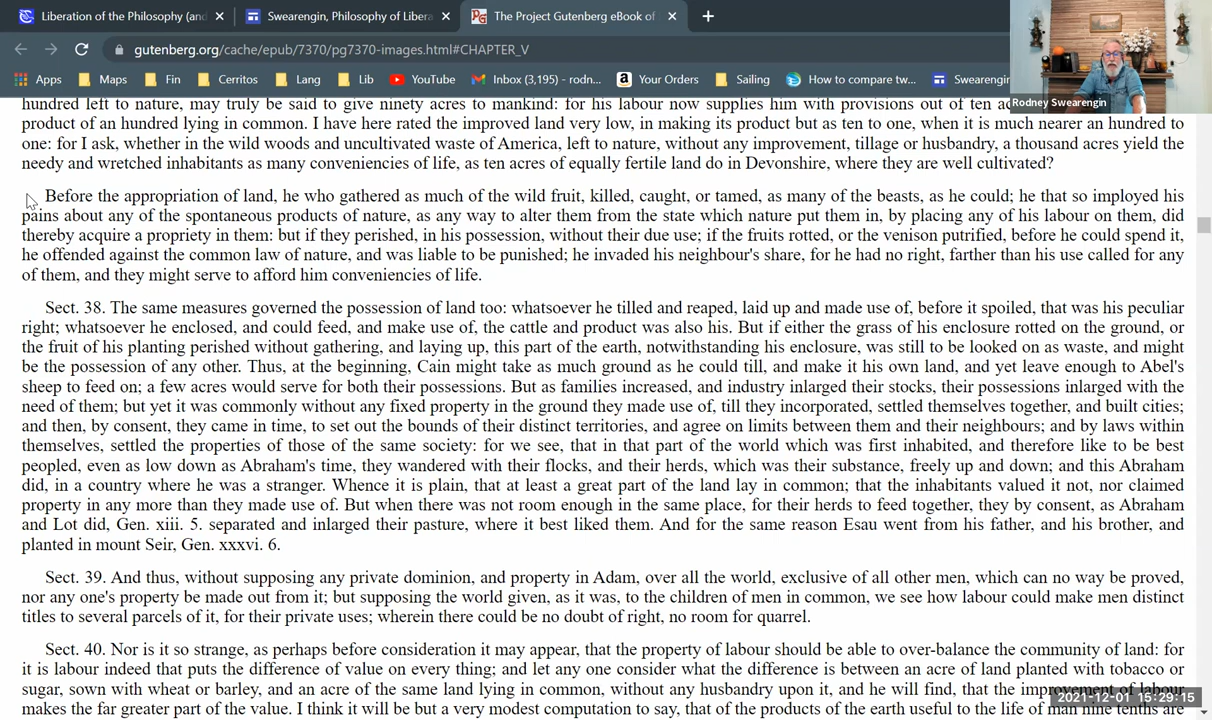 Liberation of the Philosophy (and
Swearengin, Philosophy of Libera
The Project Gutenberg eBook of
gutenberg.org/cache/epub/7370/pg7370-images.html#CHAPTER_V
Apps Maps Fin Cerritos Lang Lib YouTube Inbox (3,195) - rodn... Your Orders Sailing How to compare tw... Swearengin
Rodney Swearengin
hundred left to nature, may truly be said to give ninety acres to mankind: for his labour now supplies him with provisions out of ten
product of an hundred lying in common. I have here rated the improved land very low, in making its product but as ten to one, when it is much nearer an hundred to
one: for I ask, whether in the wild woods and uncultivated waste of America, left to nature, without any improvement, tillage or husbandry, a thousand acres yield the
needy and wretched inhabitants as many conveniencies of life, as ten acres of equally fertile land do in Devonshire, where they are well cultivated?
Before the appropriation of land, he who gathered as much of the wild fruit, killed, caught, or tamed, as many of the beasts, as he could; he that so imployed his
pains about any of the spontaneous products of nature, as any way to alter them from the state which nature put them in, by placing any of his labour on them, did
thereby acquire a propriety in them: but if they perished, in his possession, without their due use; if the fruits rotted, or the venison putrified, before he could spend it,
he offended against the common law of nature, and was liable to be punished; he invaded his neighbour's share, for he had no right, farther than his use called for any
of them, and they might serve to afford him conveniencies of life.
Sect. 38. The same measures governed the possession of land too: whatsoever he tilled and reaped, laid up and made use of, before it spoiled, that was his peculiar
right; whatsoever he enclosed, and could feed, and make use of, the cattle and product was also his. But if either the grass of his enclosure rotted on the ground, or
the fruit of his planting perished without gathering, and laying up, this part of the earth, notwithstanding his enclosure, was still to be looked on as waste, and might
be the possession of any other. Thus, at the beginning, Cain might take as much ground as he could till, and make it his own land, and yet leave enough to Abel's
sheep to feed on; a few acres would serve for both their possessions. But as families increased, and industry inlarged their stocks, their possessions inlarged with the
need of them; but yet it was commonly without any fixed property in the ground they made use of, till they incorporated, settled themselves together, and built cities;
and then, by consent, they came in time, to set out the bounds of their distinct territories, and agree on limits between them and their neighbours; and by laws within
themselves, settled the properties of those of the same society: for we see, that in that part of the world which was first inhabited, and therefore like to be best
peopled, even as low down as Abraham's time, they wandered with their flocks, and their herds, which was their substance, freely up and down; and this Abraham
did, in a country where he was a stranger. Whence it is plain, that at least a great part of the land lay in common; that the inhabitants valued it not, nor claimed
property in any more than they made use of. But when there was not room enough in the same place, for their herds to feed together, they by consent, as Abraham
and Lot did, Gen. xiii. 5. separated and inlarged their pasture, where it best liked them. And for the same reason Esau went from his father, and his brother, and
planted in mount Seir, Gen. xxxvi. 6.
Sect. 39. And thus, without supposing any private dominion, and property in Adam, over all the world, exclusive of all other men, which can no way be proved,
nor any one's property be made out from it; but supposing the world given, as it was, to the children of men in common, we see how labour could make men distinct
titles to several parcels of it, for their private uses; wherein there could be no doubt of right, no room for quarrel.
Sect. 40. Nor is it so strange, as perhaps before consideration it may appear, that the property of labour should be able to over-balance the community of land: for
it is labour indeed that puts the difference of value on every thing; and let any one consider what the difference is between an acre of land planted with tobacco or
sugar, sown with wheat or barley, and an acre of the same land lying in common, without any husbandry upon it, and he will find, that the improvement of labour
makes the far greater part of the value. I think it will be but a very modest computation to say, that of the products of the earth useful to the life of man nine tenths are
2021-12-01 15:29:15